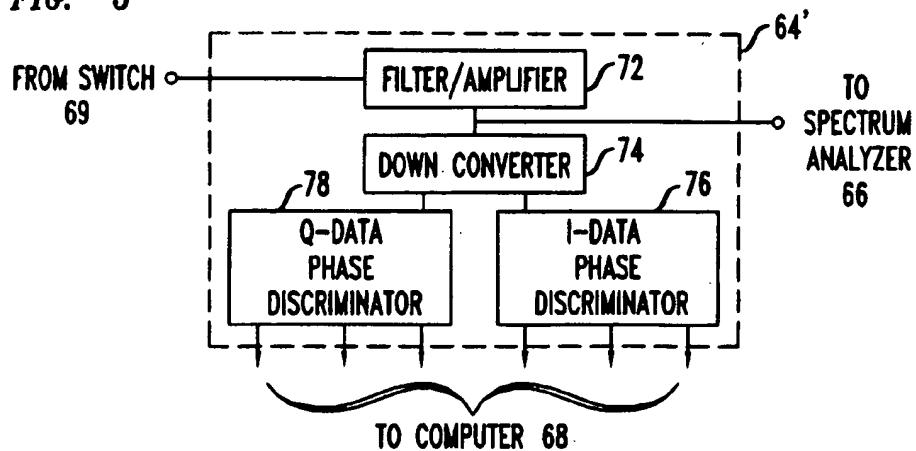 FIG.
64'
FROM SWITCH
69
FILTER/AMPLIFIER
72
TO
SPECTRUM
ANALYZER
66
DOWN CONVERTER
74
78
Q-DATA
PHASE
DISCRIMINATOR
76
I-DATA
PHASE
DISCRIMINATOR
TO COMPUTER 68